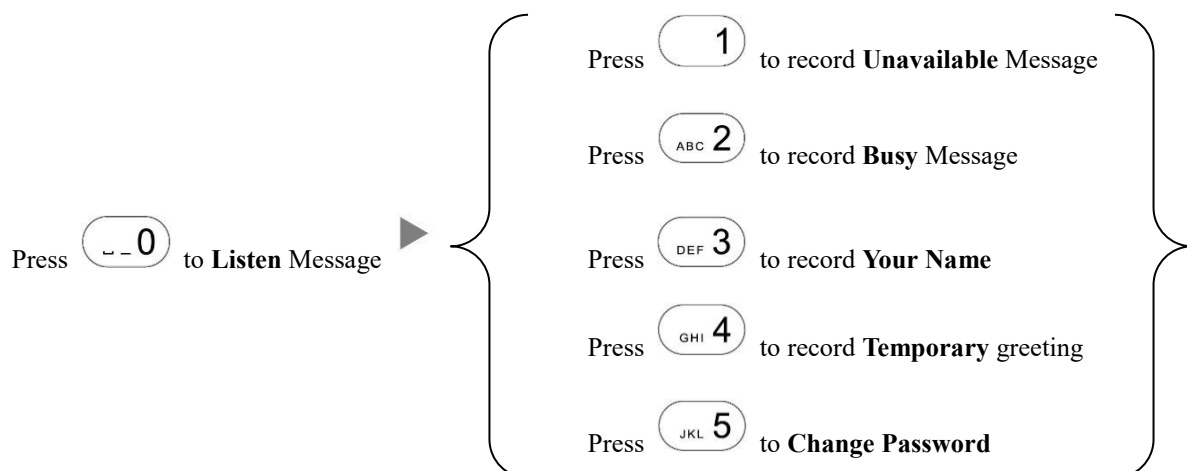 Press 1 to record Unavailable Message
Press ABC 2 to record Busy Message
Press ␣ _ 0 to Listen Message
Press DEF 3 to record Your Name
Press GHI 4 to record Temporary greeting
Press JKL 5 to Change Password